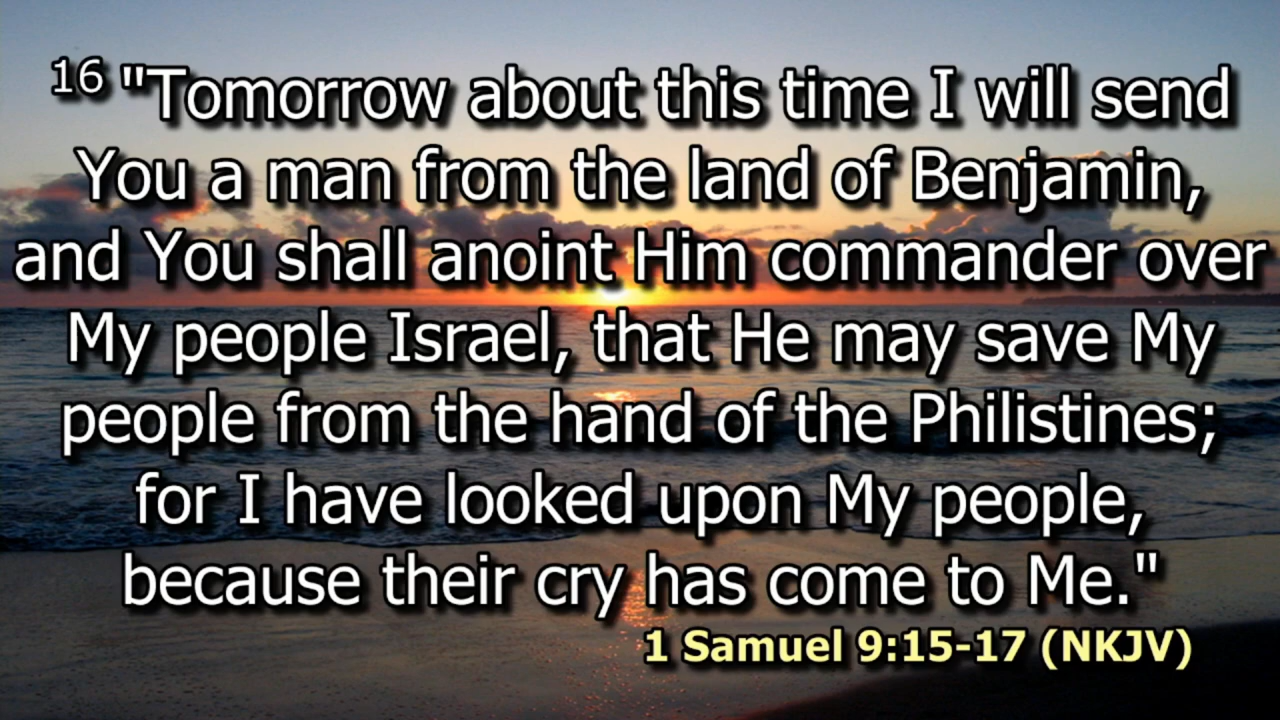 16 "Tomorrow about this time I will send
You a man from the land of Benjamin,
and You shall anoint Him commander over
My people Israel, that He may save My
people from the hand of the Philistines;
for I have looked upon My people,
because their cry has come to Me."
1 Samuel 9:15-17 (NKJV)